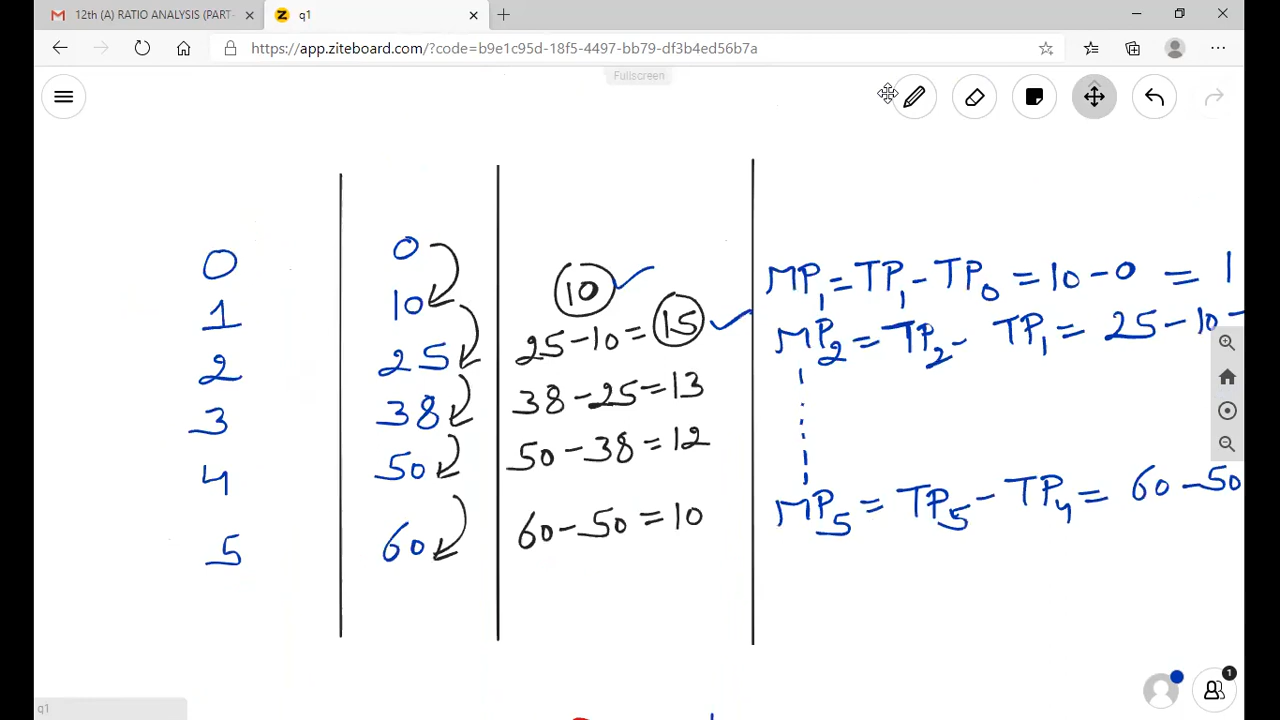 12th (A) RATIO ANALYSIS (PART-
q1
https://app.ziteboard.com/?code=b9e1c95d-18f5-4497-bb79-df3b4ed56b7a
Fullscreen
0 0 10 MP1 = TP1 - TP0 = 10 - 0 = 1
1 10 25 - 10 = 15 MP2 = TP2 - TP1 = 25 - 10 -
2 25 38 - 25 = 13
3 38 50 - 38 = 12
4 50
5 60 60 - 50 = 10 MP5 = TP5 - TP4 = 60 - 50
1
q1